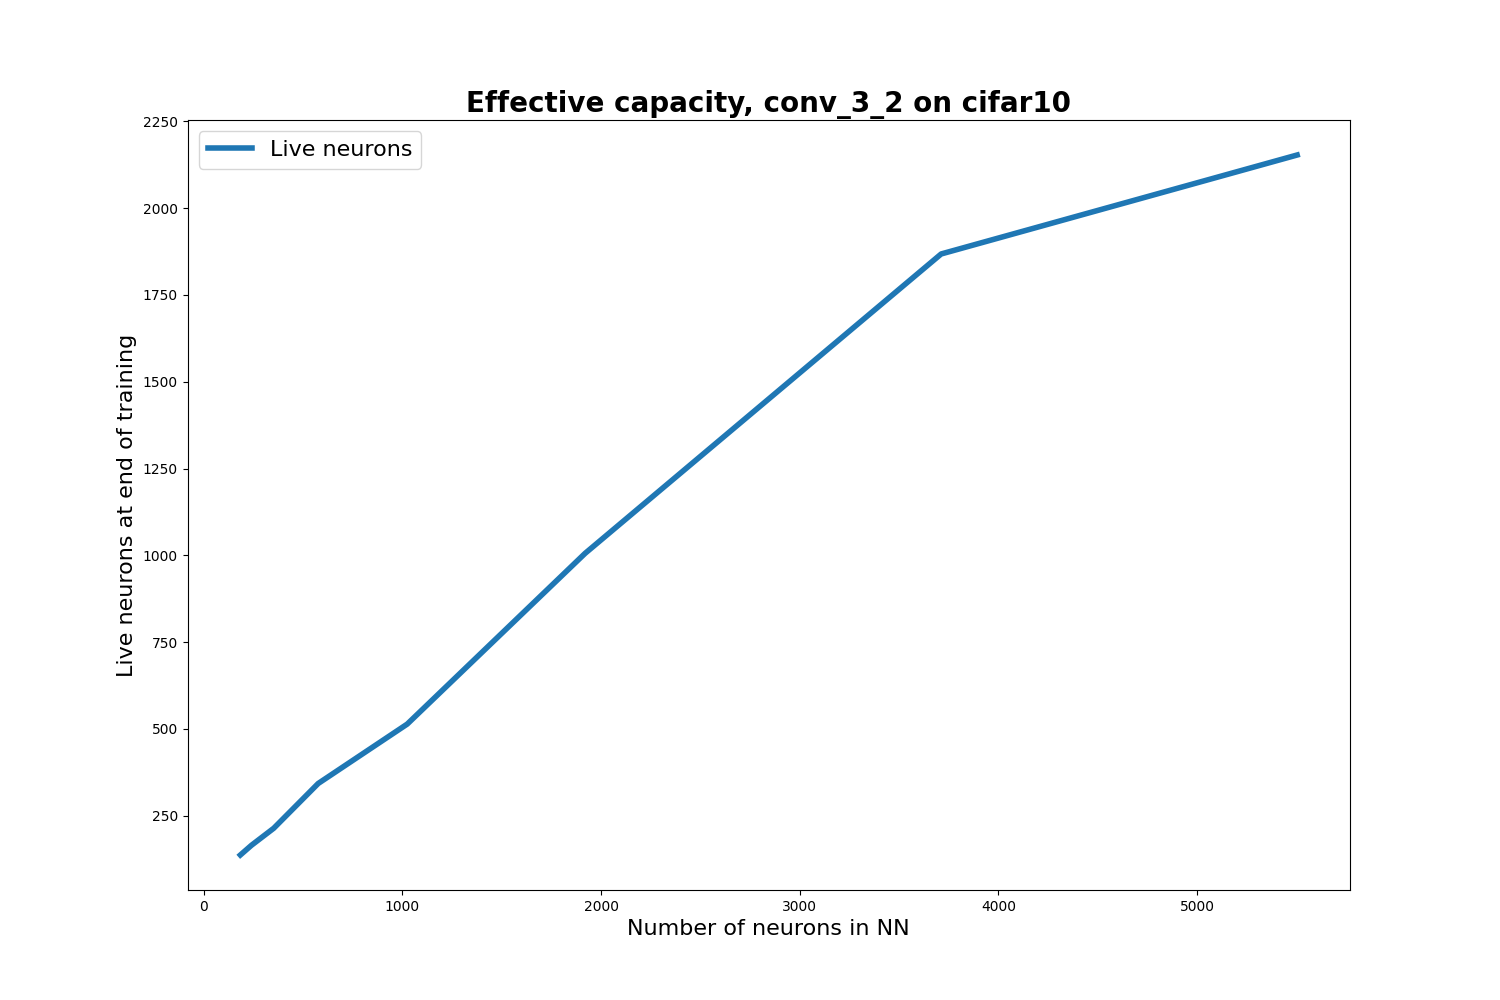 Effective capacity, conv_3_2 on cifar10
Live neurons
2250
2000
1750
1500
1250
1000
750
500
250
Live neurons at end of training
0 1000 2000 3000 4000 5000
Number of neurons in NN